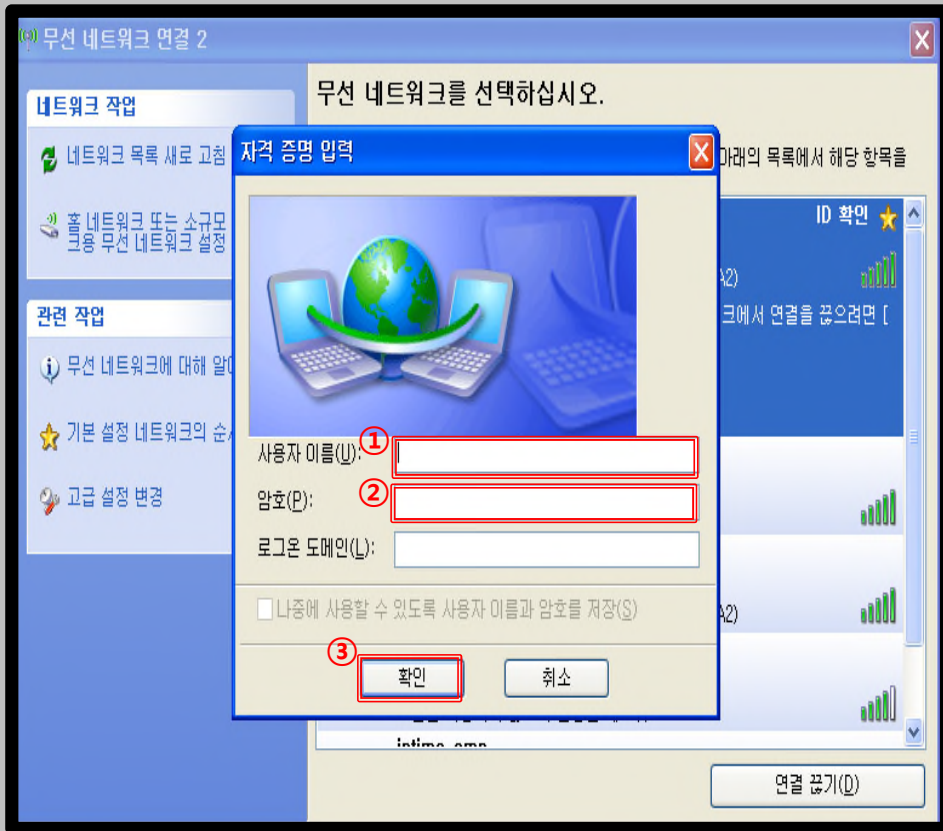 무선 네트워크 연결 2
네트워크 작업
네트워크 목록 새로 고침
홈 네트워크 또는 소규모
크용 무선 네트워크 설정
관련 작업
무선 네트워크에 대해 알
기본 설정 네트워크의 순
고급 설정 변경
무선 네트워크를 선택하십시오.
아래의 목록에서 해당 항목을
ID 확인
A2)
크에서 연결을 끊으려면 [
A2)
연결 끊기(D)
자격 증명 입력
① 사용자 이름(U):
② 암호(P):
로그온 도메인(L):
나중에 사용할 수 있도록 사용자 이름과 암호를 저장(S)
③ 확인
취소